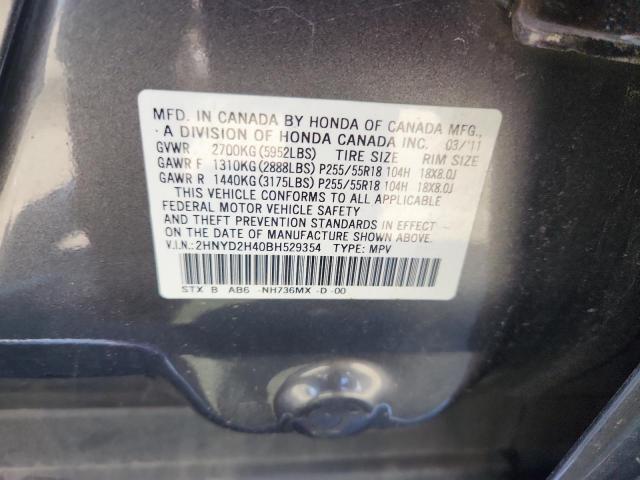 MFD. IN CANADA BY HONDA OF CANADA MFG.,
A DIVISION OF HONDA CANADA INC. 03/'11
GVWR 2700KG(5952LBS) TIRE SIZE RIM SIZE
GAWR F 1310KG(2888LBS) P255/55R18 104H 18X8.0J
GAWR R 1440KG(3175LBS) P255/55R18 104H 18X8.0J
THIS VEHICLE CONFORMS TO ALL APPLICABLE
FEDERAL MOTOR VEHICLE SAFETY
AND THEFT PREVENTION STANDARDS IN EFFECT
ON THE DATE OF MANUFACTURE SHOWN ABOVE.
V.I.N.:2HNYD2H40BH529354 TYPE: MPV
STX B AB6 -NH736MX -D -00